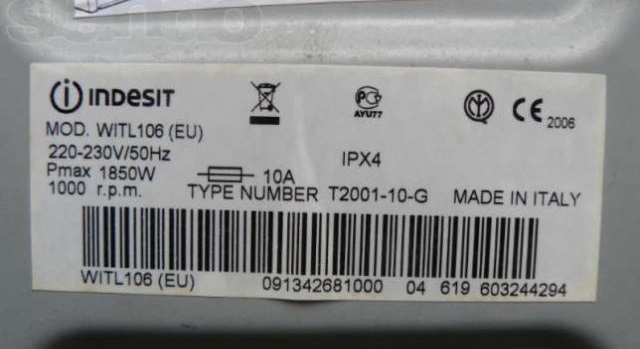 indesit
MOD. WITL106 (EU)
220-230V/50Hz
Pmax 1850W
1000 r.p.m.
10A
IPX4
АЯ77
CE 2006
TYPE NUMBER T2001-10-G MADE IN ITALY
WITL106 (EU)
091342681000 04 619 603244294